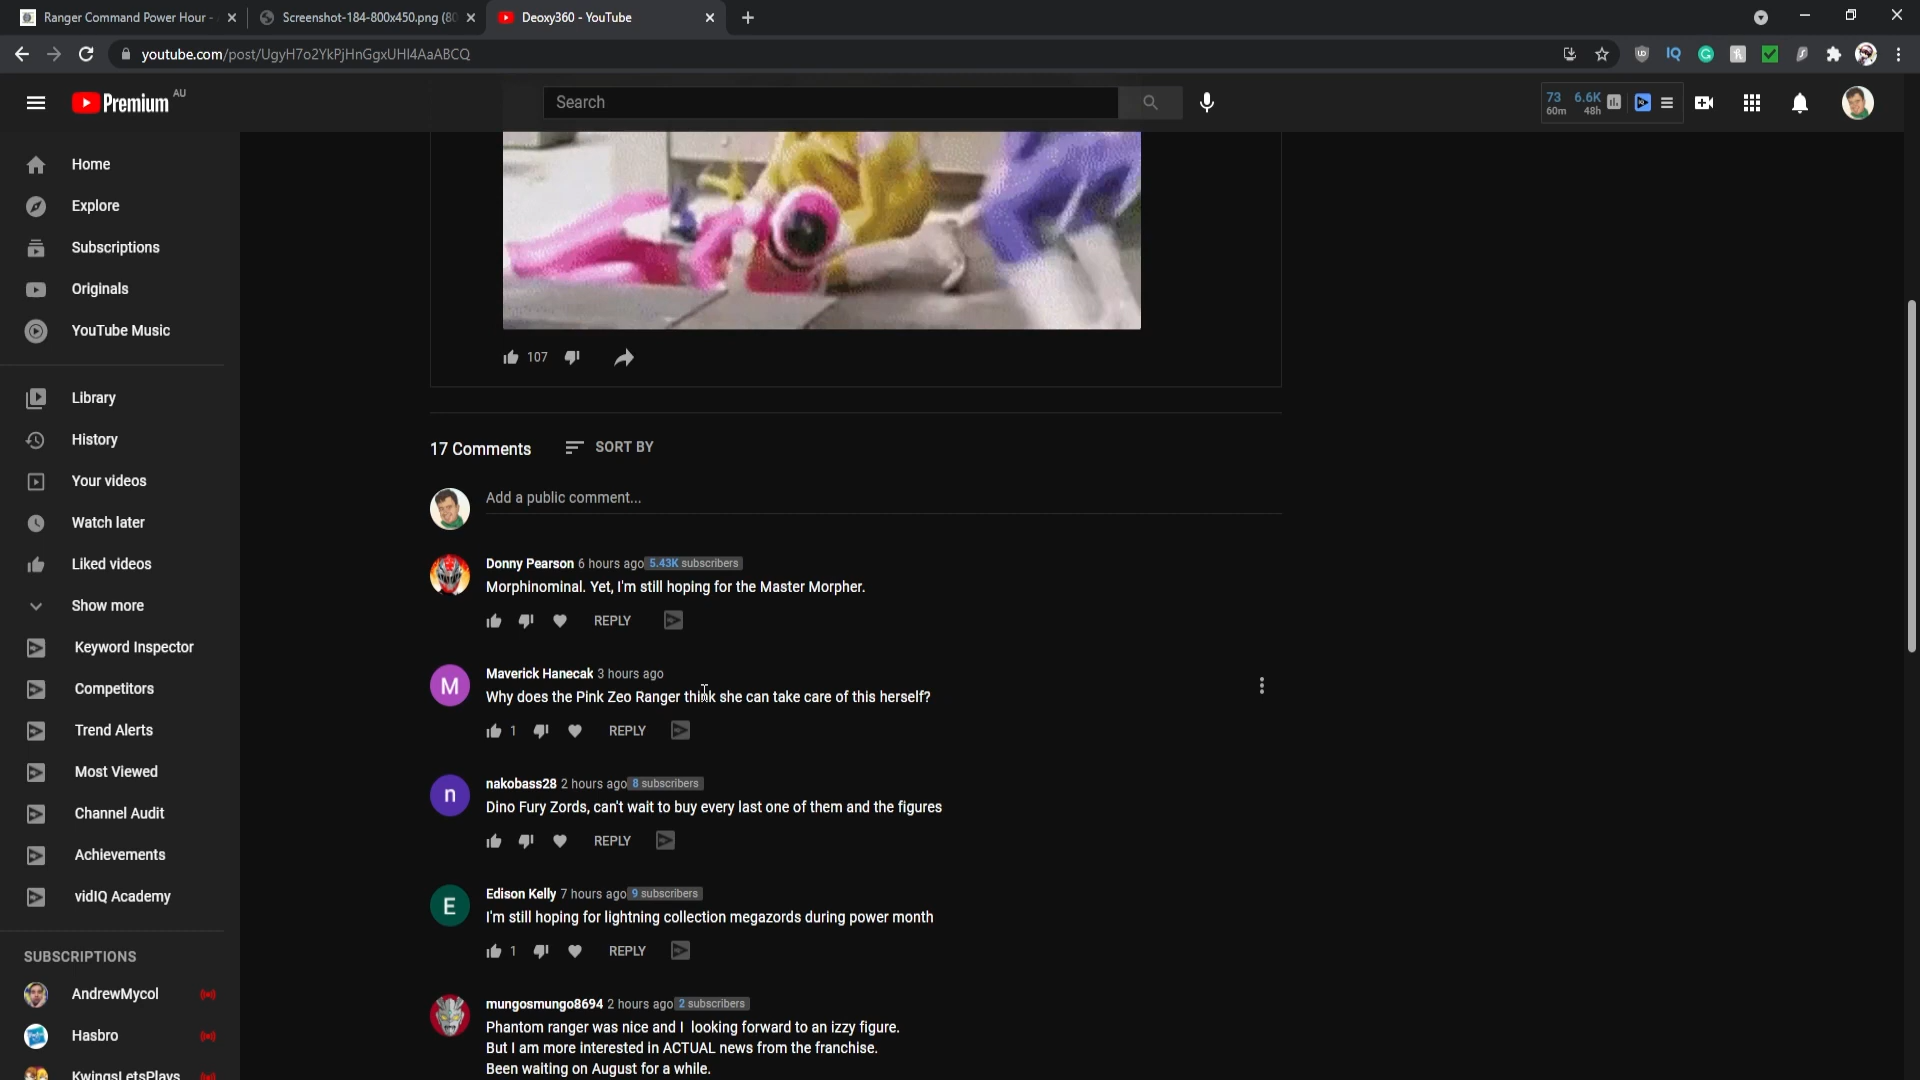 Ranger Command Power Hour -
Screenshot-184-800x450.png (80
Deoxy360 - YouTube
youtube.com/post/UgyH7o2YkPjHnGgxUHl4AaABCQ
Premium AU
Search
73 6.6K
60m 48h
Home
Explore
Subscriptions
Originals
YouTube Music
Library
History
Your videos
Watch later
Liked videos
Show more
Keyword Inspector
Competitors
Trend Alerts
Most Viewed
Channel Audit
Achievements
vidIQ Academy
SUBSCRIPTIONS
AndrewMycol
Hasbro
KwingsLetsPlays
107
17 Comments SORT BY
Add a public comment...
Donny Pearson 6 hours ago 5.43K subscribers
Morphinominal. Yet, I'm still hoping for the Master Morpher.
REPLY
M
Maverick Hanecak 3 hours ago
Why does the Pink Zeo Ranger think she can take care of this herself?
1 REPLY
n
nakobass28 2 hours ago 8 subscribers
Dino Fury Zords, can't wait to buy every last one of them and the figures
REPLY
E
Edison Kelly 7 hours ago 9 subscribers
I'm still hoping for lightning collection megazords during power month
1 REPLY
mungosmungo8694 2 hours ago 2 subscribers
Phantom ranger was nice and I looking forward to an izzy figure.
But I am more interested in ACTUAL news from the franchise.
Been waiting on August for a while.